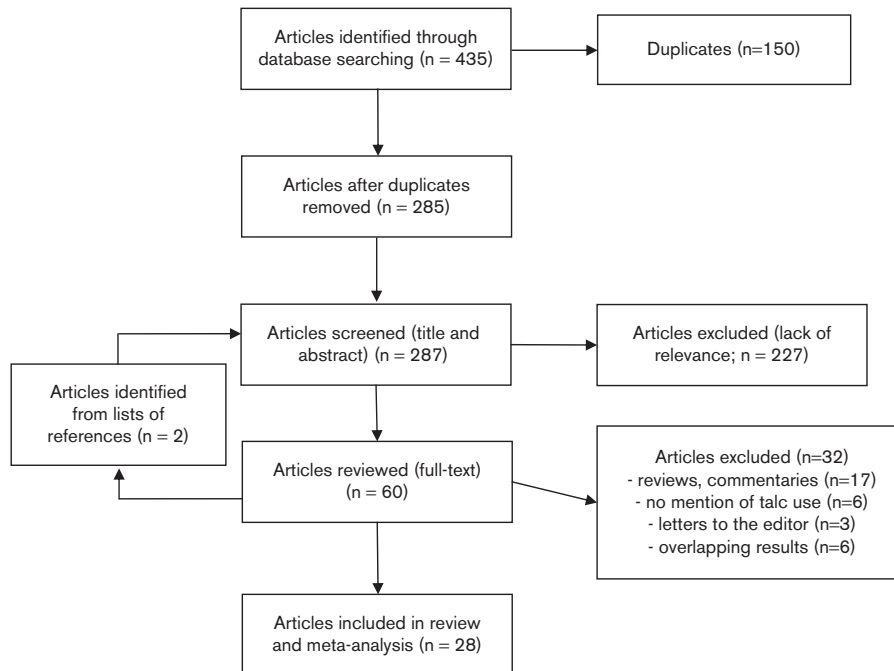 Articles identified through
database searching (n = 435)
Duplicates (n=150)
Articles after duplicates
removed (n = 285)
Articles screened (title and
abstract) (n = 287)
Articles excluded (lack of
relevance; n = 227)
Articles identified
from lists of
references (n = 2)
Articles reviewed (full-text)
(n = 60)
Articles excluded (n=32)
- reviews, commentaries (n=17)
- no mention of talc use (n=6)
- letters to the editor (n=3)
- overlapping results (n=6)
Articles included in review
and meta-analysis (n = 28)